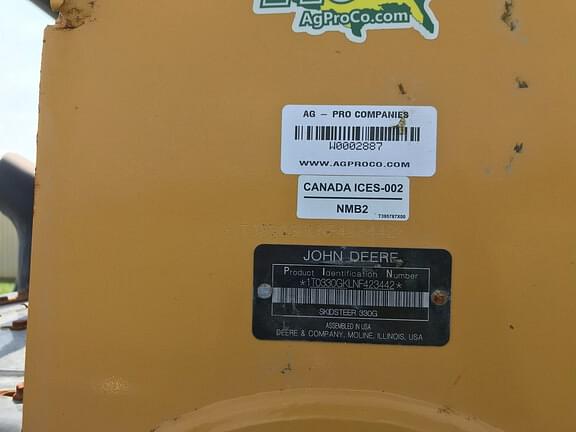 AgProCo.com
AG - PRO COMPANIES
W0002887
WWW.AGPROCO.COM
CANADA ICES-002
NMB2
T395787X00
JOHN DEERE
Product Identification Number
*1T0330GKLNF423442*
SKIDSTEER 330G
ASSEMBLED IN USA
DEERE & COMPANY, MOLINE, ILLINOIS, USA